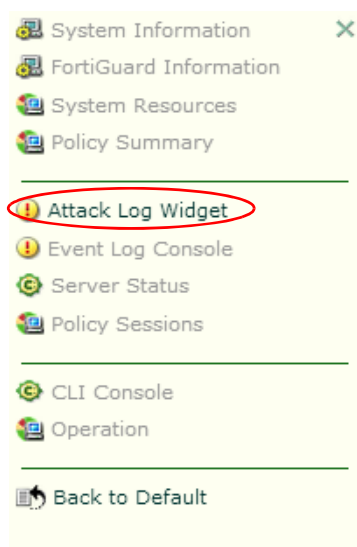 System Information
FortiGuard Information
System Resources
Policy Summary
Attack Log Widget
Event Log Console
Server Status
Policy Sessions
CLI Console
Operation
Back to Default